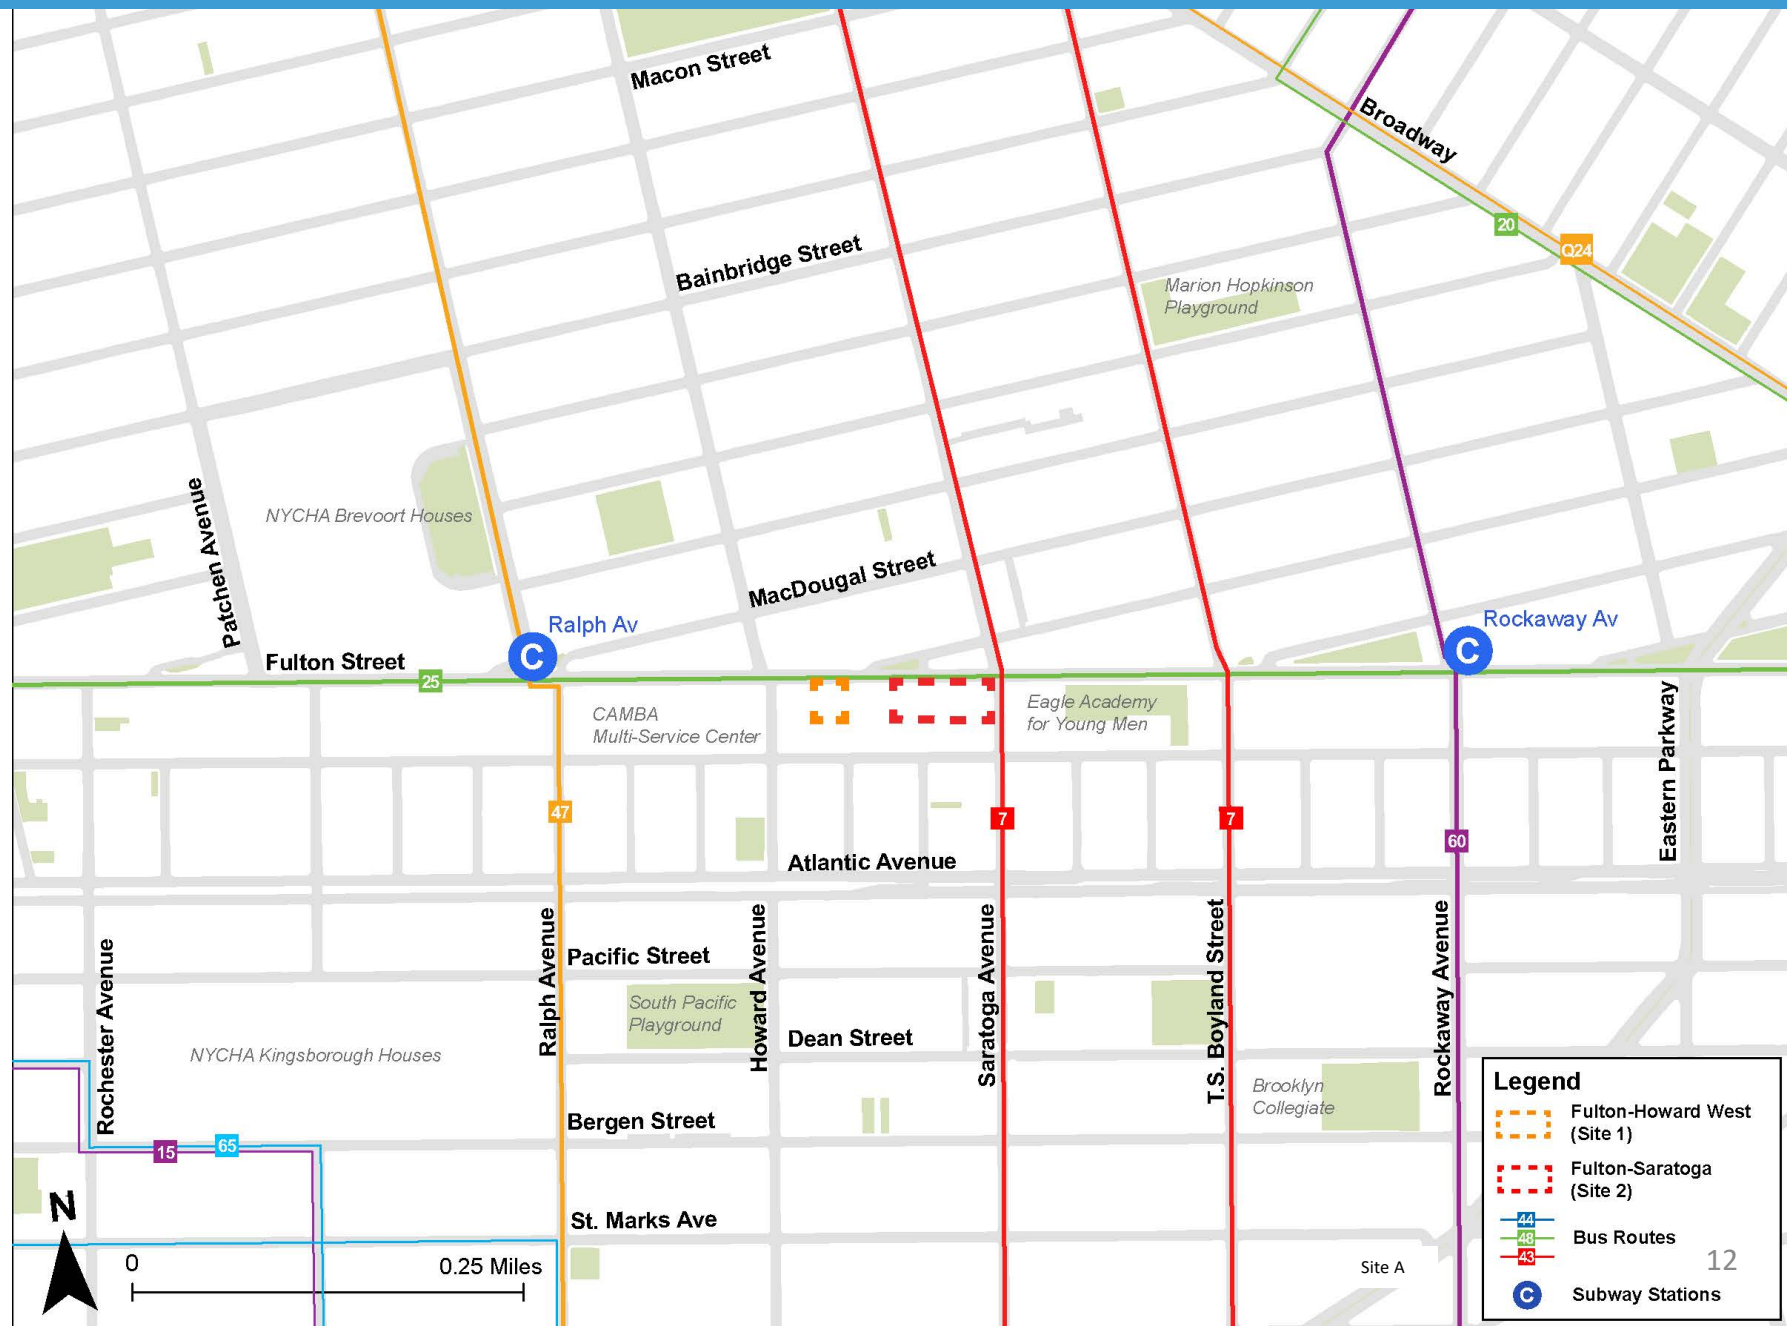 Macon Street
Broadway
20
Q24
Bainbridge Street
Marion Hopkinson
Playground
Patchen Avenue
NYCHA Brevoort Houses
MacDougal Street
Ralph Av
Rockaway Av
C
C
Fulton Street
25
CAMBA
Multi-Service Center
Eagle Academy
for Young Men
Eastern Parkway
47
7
7
60
Atlantic Avenue
Rochester Avenue
Ralph Avenue
Pacific Street
Howard Avenue
Saratoga Avenue
T.S. Boyland Street
Rockaway Avenue
South Pacific
Playground
Dean Street
NYCHA Kingsborough Houses
Brooklyn
Collegiate
Bergen Street
15
65
St. Marks Ave
N
0
0.25 Miles
Site A
Legend
Fulton-Howard West
(Site 1)
Fulton-Saratoga
(Site 2)
44
48
43
Bus Routes
12
C
Subway Stations